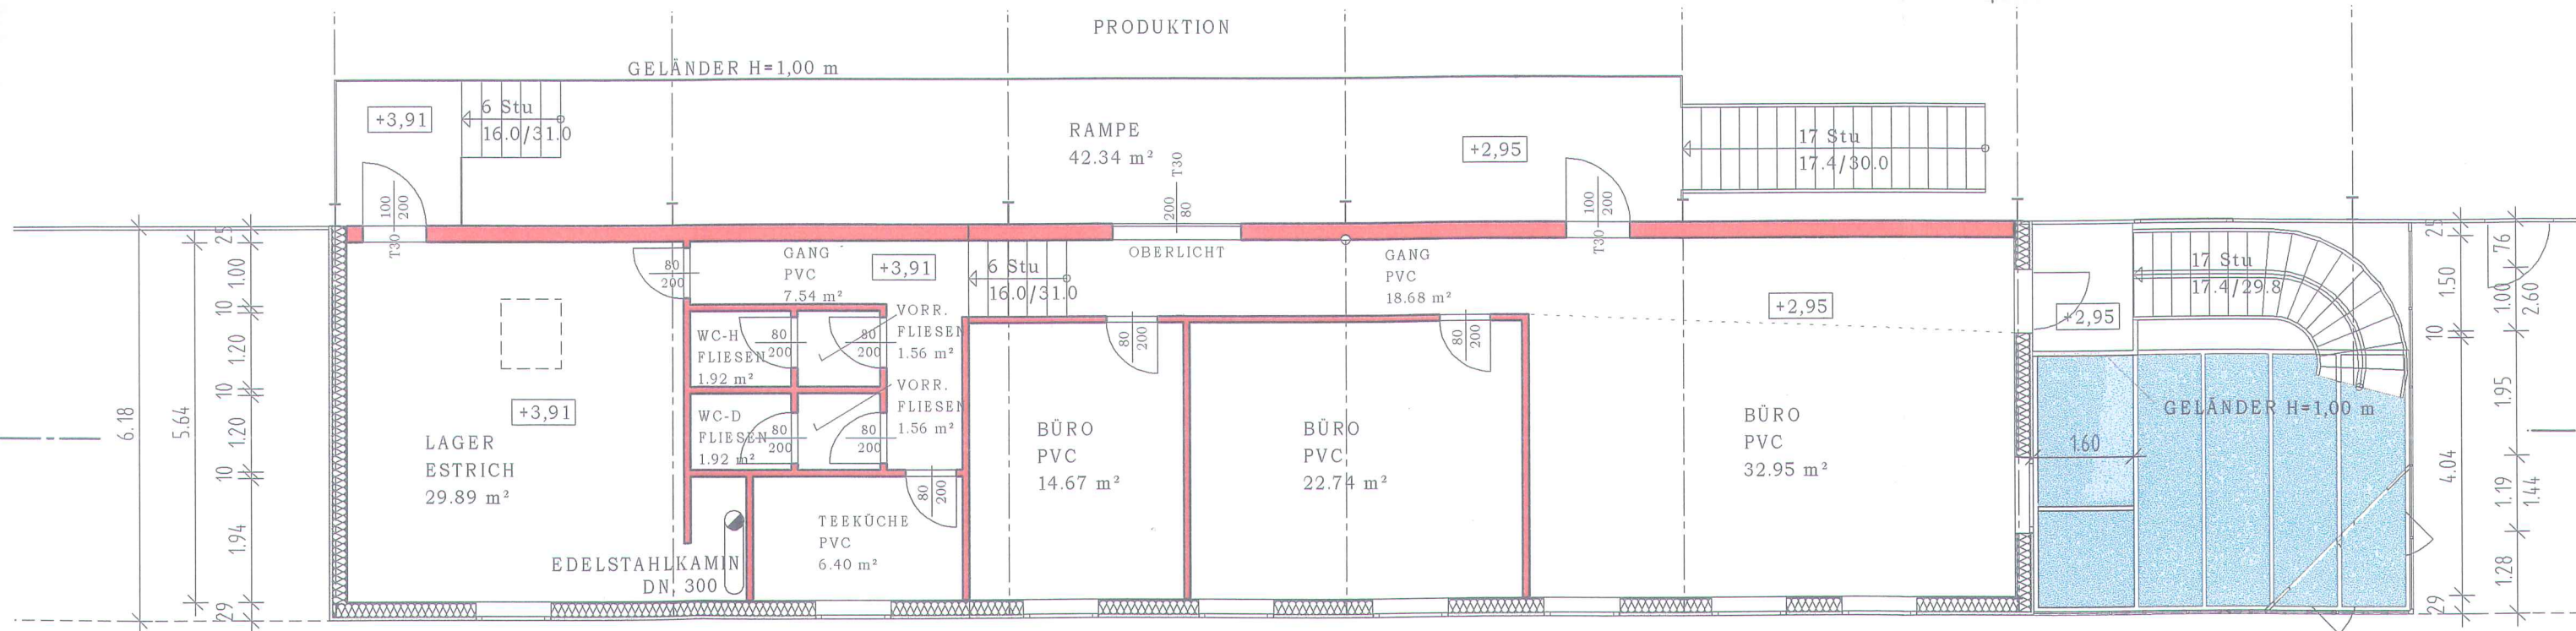 PRODUKTION
GELÄNDER H=1,00 m
+3,91
6 Stu
16.0/31.0
RAMPE
42.34 m²
+2,95
17 Stu
17.4/30.0
100
200
T30
200
80
T30
100
200
T30
OBERLICHT
GANG
PVC
7.54 m²
+3,91
6 Stu
16.0/31.0
GANG
PVC
18.68 m²
+2,95
+2,95
17 Stu
17.4/29.8
80
200
WC-H
FLIESEN
1.92 m²
80
200
80
200
VORR.
FLIESEN
1.56 m²
WC-D
FLIESEN
1.92 m²
80
200
80
200
VORR.
FLIESEN
1.56 m²
80
200
80
200
80
200
+3,91
LAGER
ESTRICH
29.89 m²
EDELSTAHLKAMIN
DN 300
TEEKÜCHE
PVC
6.40 m²
BÜRO
PVC
14.67 m²
BÜRO
PVC
22.74 m²
BÜRO
PVC
32.95 m²
GELÄNDER H=1,00 m
1.60
6.18
5.64
25
1.00
10
1.20
10
1.20
10
1.94
29
25
1.50
10
4.04
29
76
1.00
2.60
1.95
1.19
1.44
1.28